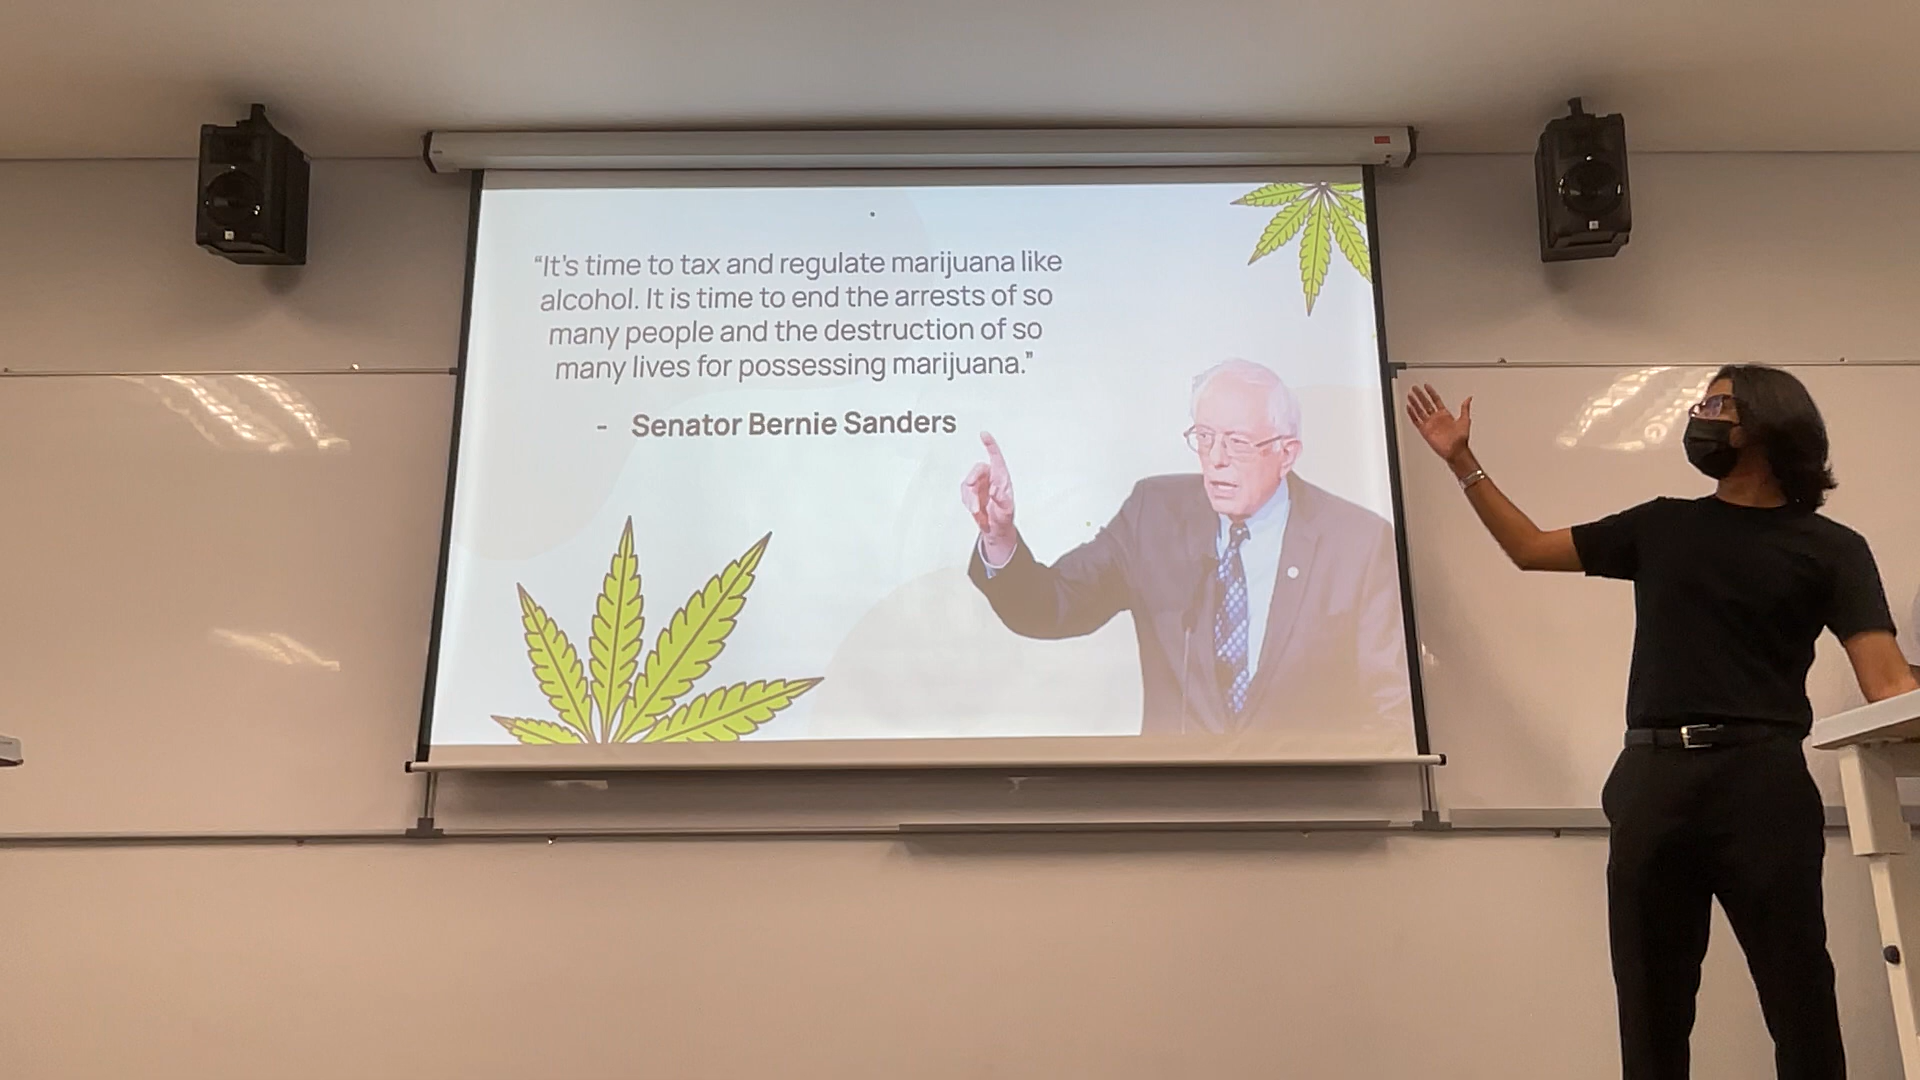 “It’s time to tax and regulate marijuana like
alcohol. It is time to end the arrests of so
many people and the destruction of so
many lives for possessing marijuana.”
- Senator Bernie Sanders